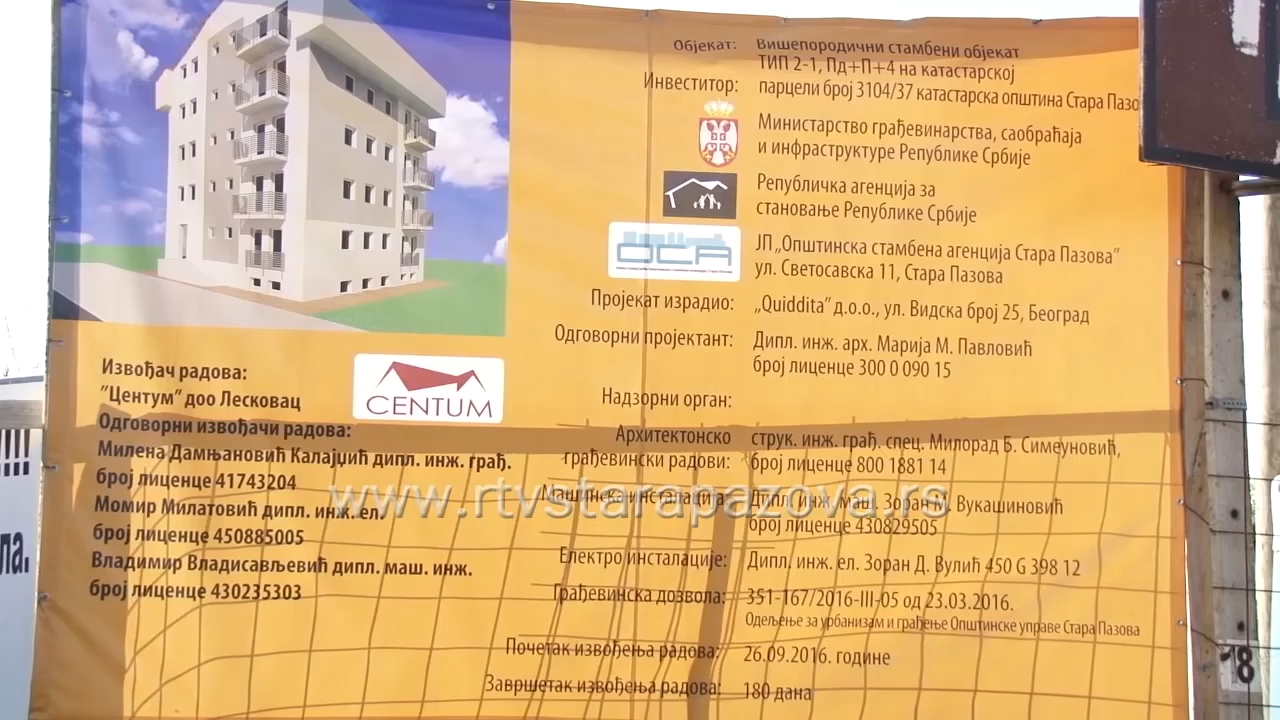 Објекат: Вишепородични стамбени објекат
ТИП 2-1, Пд+П+4 на катастарској
Инвеститор: парцели број 3104/37 катастарска општина Стара Пазо
Министарство грађевинарства, саобраћаја
и инфраструктуре Републике Србије
Републичка агенција за
становање Републике Србије
ОСА
ЈП „Општинска стамбена агенција Стара Пазова”
ул. Светосавска 11, Стара Пазова
Пројекат израдио: „Quiddita” д.о.о., ул. Видска број 25, Београд
Одговорни пројектант: Дипл. инж. арх. Марија М. Павловић
број лиценце 300 0 090 15
Надзорни орган:
Архитектонско струк. инж. грађ. спец. Милорад Б. Симеуновић,
грађевински радови: број лиценце 800 1881 14
Машинска инсталација: Дипл. инж. маш. Зоран М. Вукашиновић
број лиценце 430829505
Електро инсталације: Дипл. инж. ел. Зоран Д. Вулић 450 G 398 12
Грађевинска дозвола: 351-167/2016-III-05 од 23.03.2016.
Одељење за урбанизам и грађење Општинске управе Стара Пазова
Почетак извођења радова: 26.09.2016. године
Завршетак извођења радова: 180 дана
Извођач радова:
”Центум” доо Лесковац
CENTUM
Одговорни извођачи радова:
Милена Дамњановић Калајџић дипл. инж. грађ.
број лиценце 41743204
Момир Милатовић дипл. инж. ел.
број лиценце 450885005
Владимир Владисављевић дипл. маш. инж.
број лиценце 430235303
www.rtvstarapazova.rs
!!!
ла.
18